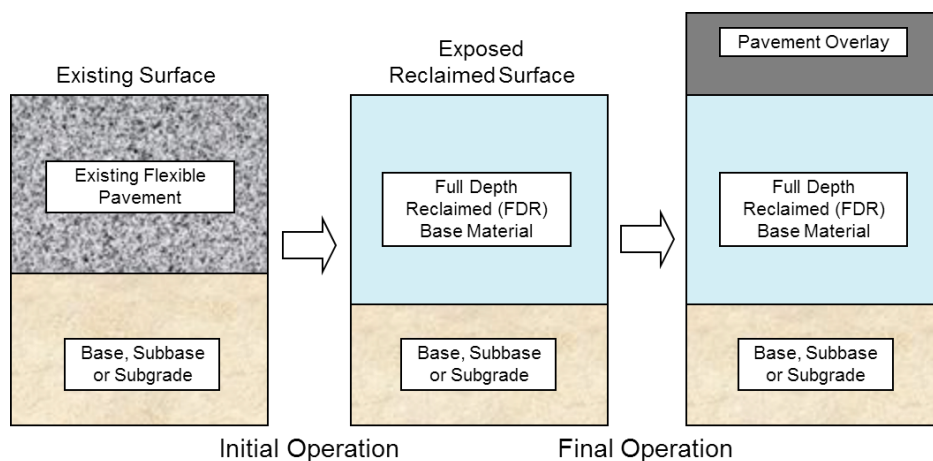 Existing Surface
Existing Flexible
Pavement
Base, Subbase
or Subgrade
Initial Operation
Exposed
Reclaimed Surface
Full Depth
Reclaimed (FDR)
Base Material
Base, Subbase
or Subgrade
Final Operation
Pavement Overlay
Full Depth
Reclaimed (FDR)
Base Material
Base, Subbase
or Subgrade